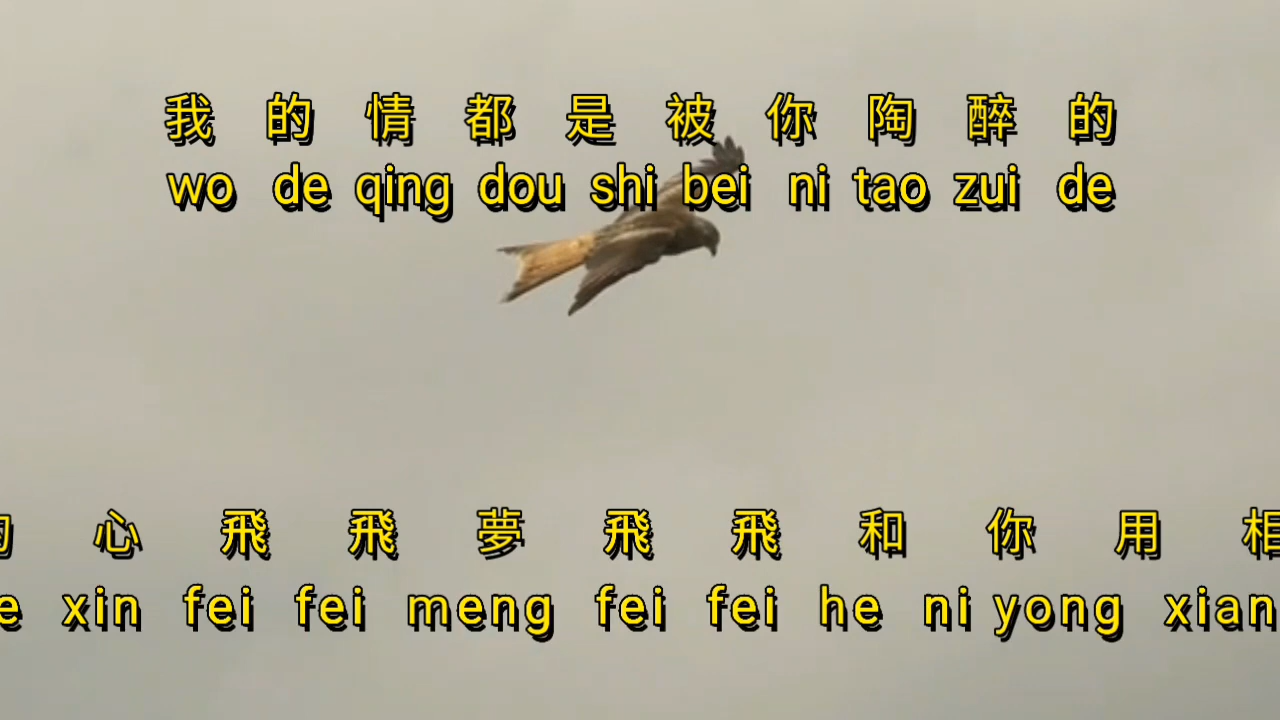 我 的 情 都 是 被 你 陶 醉 的
wo de qing dou shi bei ni tao zui de
心 飛 飛 夢 飛 飛 和 你 用 相
xin fei fei meng fei fei he ni yong xian